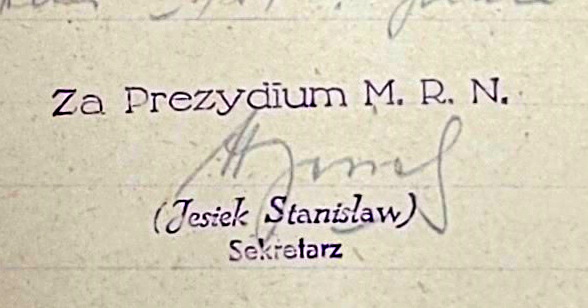 Za Prezydium M. R. N.
(Jesiek Stanisław)
Sekretarz